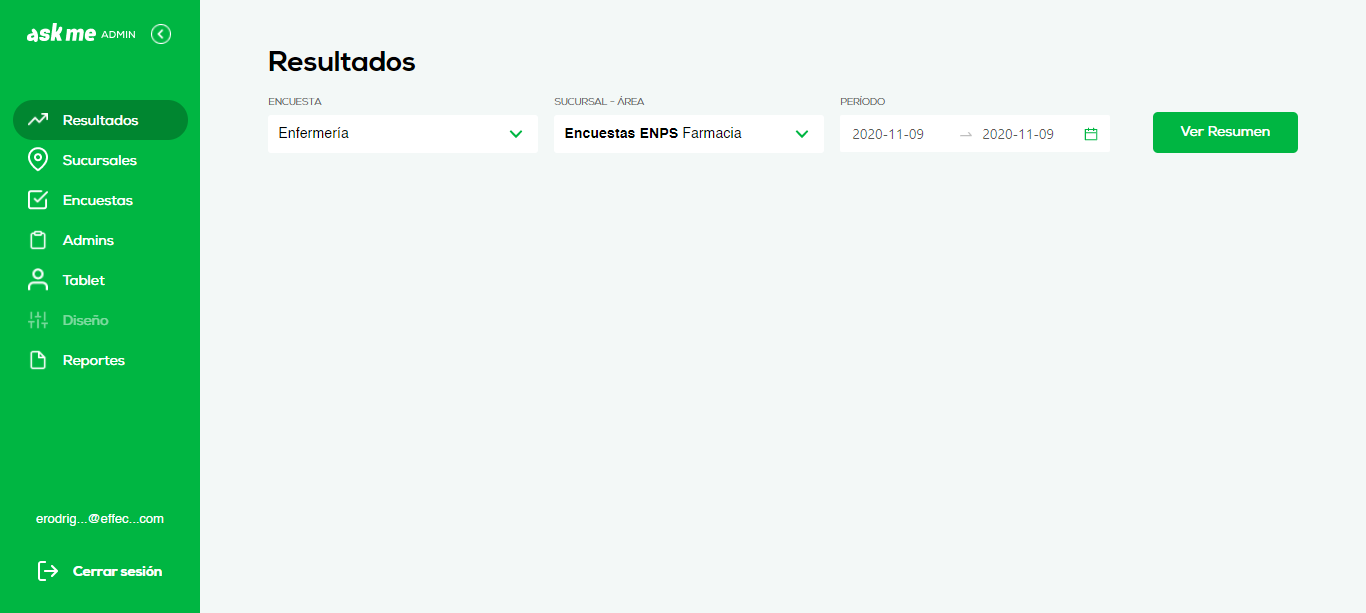 ask me ADMIN
Resultados
Sucursales
Encuestas
Admins
Tablet
Diseño
Reportes
erodrig...@effec...com
Cerrar sesión
Resultados
ENCUESTA
Enfermería
SUCURSAL - ÁREA
Encuestas ENPS Farmacia
PERÍODO
2020-11-09 → 2020-11-09
Ver Resumen